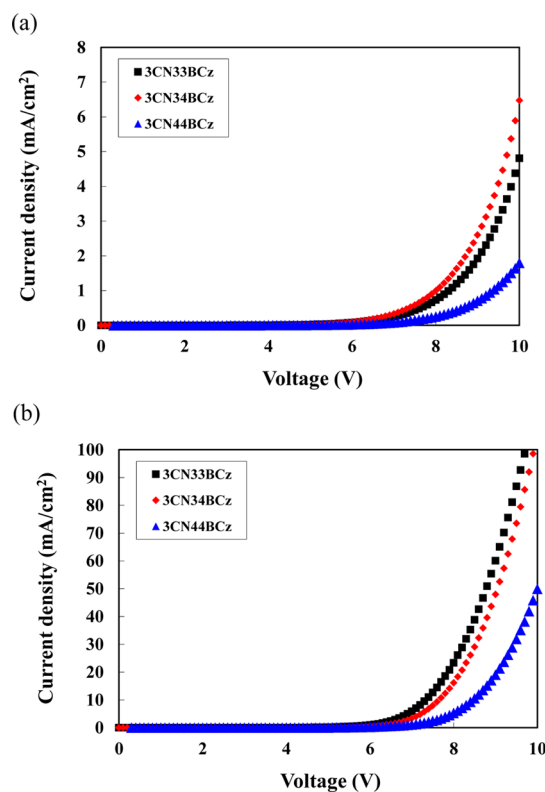 (a)
Current density (mA/cm²)
8
7
6
5
4
3
2
1
0
3CN33BCz
3CN34BCz
3CN44BCz
0 2 4 6 8 10
Voltage (V)
(b)
Current density (mA/cm²)
100
90
80
70
60
50
40
30
20
10
0
3CN33BCz
3CN34BCz
3CN44BCz
0 2 4 6 8 10
Voltage (V)